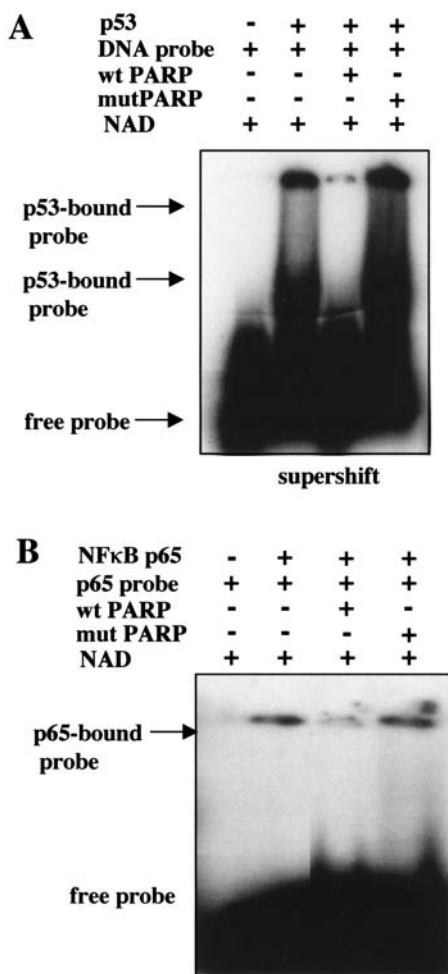 A
p53 - + + +
DNA probe + + + +
wt PARP - - + -
mutPARP - - - +
NAD + + + +
p53-bound
probe
p53-bound
probe
free probe
supershift
B
NFκB p65 - + + +
p65 probe + + + +
wt PARP - - + -
mut PARP - - - +
NAD + + + +
p65-bound
probe
free probe